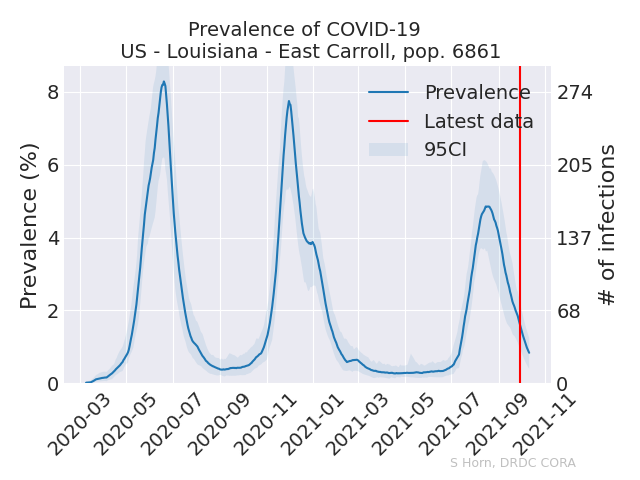 Prevalence of COVID-19
US - Louisiana - East Carroll, pop. 6861
Prevalence
Latest data
95CI
Prevalence (%)
8
6
4
2
0
# of infections
274
205
137
68
0
2020-03
2020-05
2020-07
2020-09
2020-11
2021-01
2021-03
2021-05
2021-07
2021-09
2021-11
S Horn, DRDC CORA